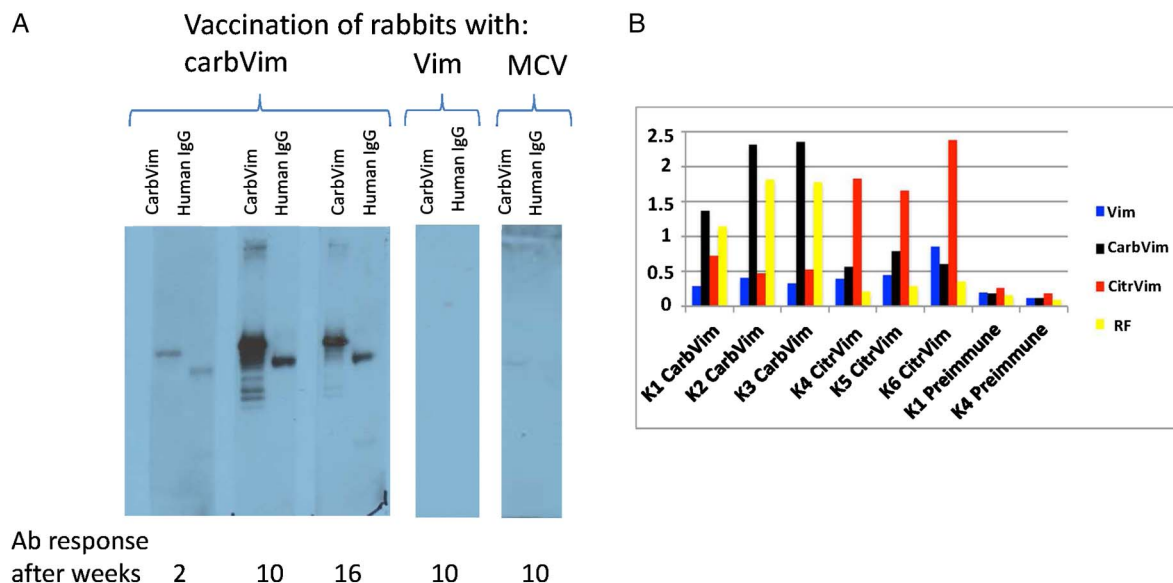 A
Vaccination of rabbits with:
carbVim
Vim
MCV
CarbVim
Human IgG
CarbVim
Human IgG
CarbVim
Human IgG
CarbVim
Human IgG
CarbVim
Human IgG
Ab response
after weeks 2 10 16 10 10
B
2.5
2
1.5
1
0.5
0
K1 CarbVim
K2 CarbVim
K3 CarbVim
K4 CitrVim
K5 CitrVim
K6 CitrVim
K1 Preimmune
K4 Preimmune
Vim
CarbVim
CitrVim
RF